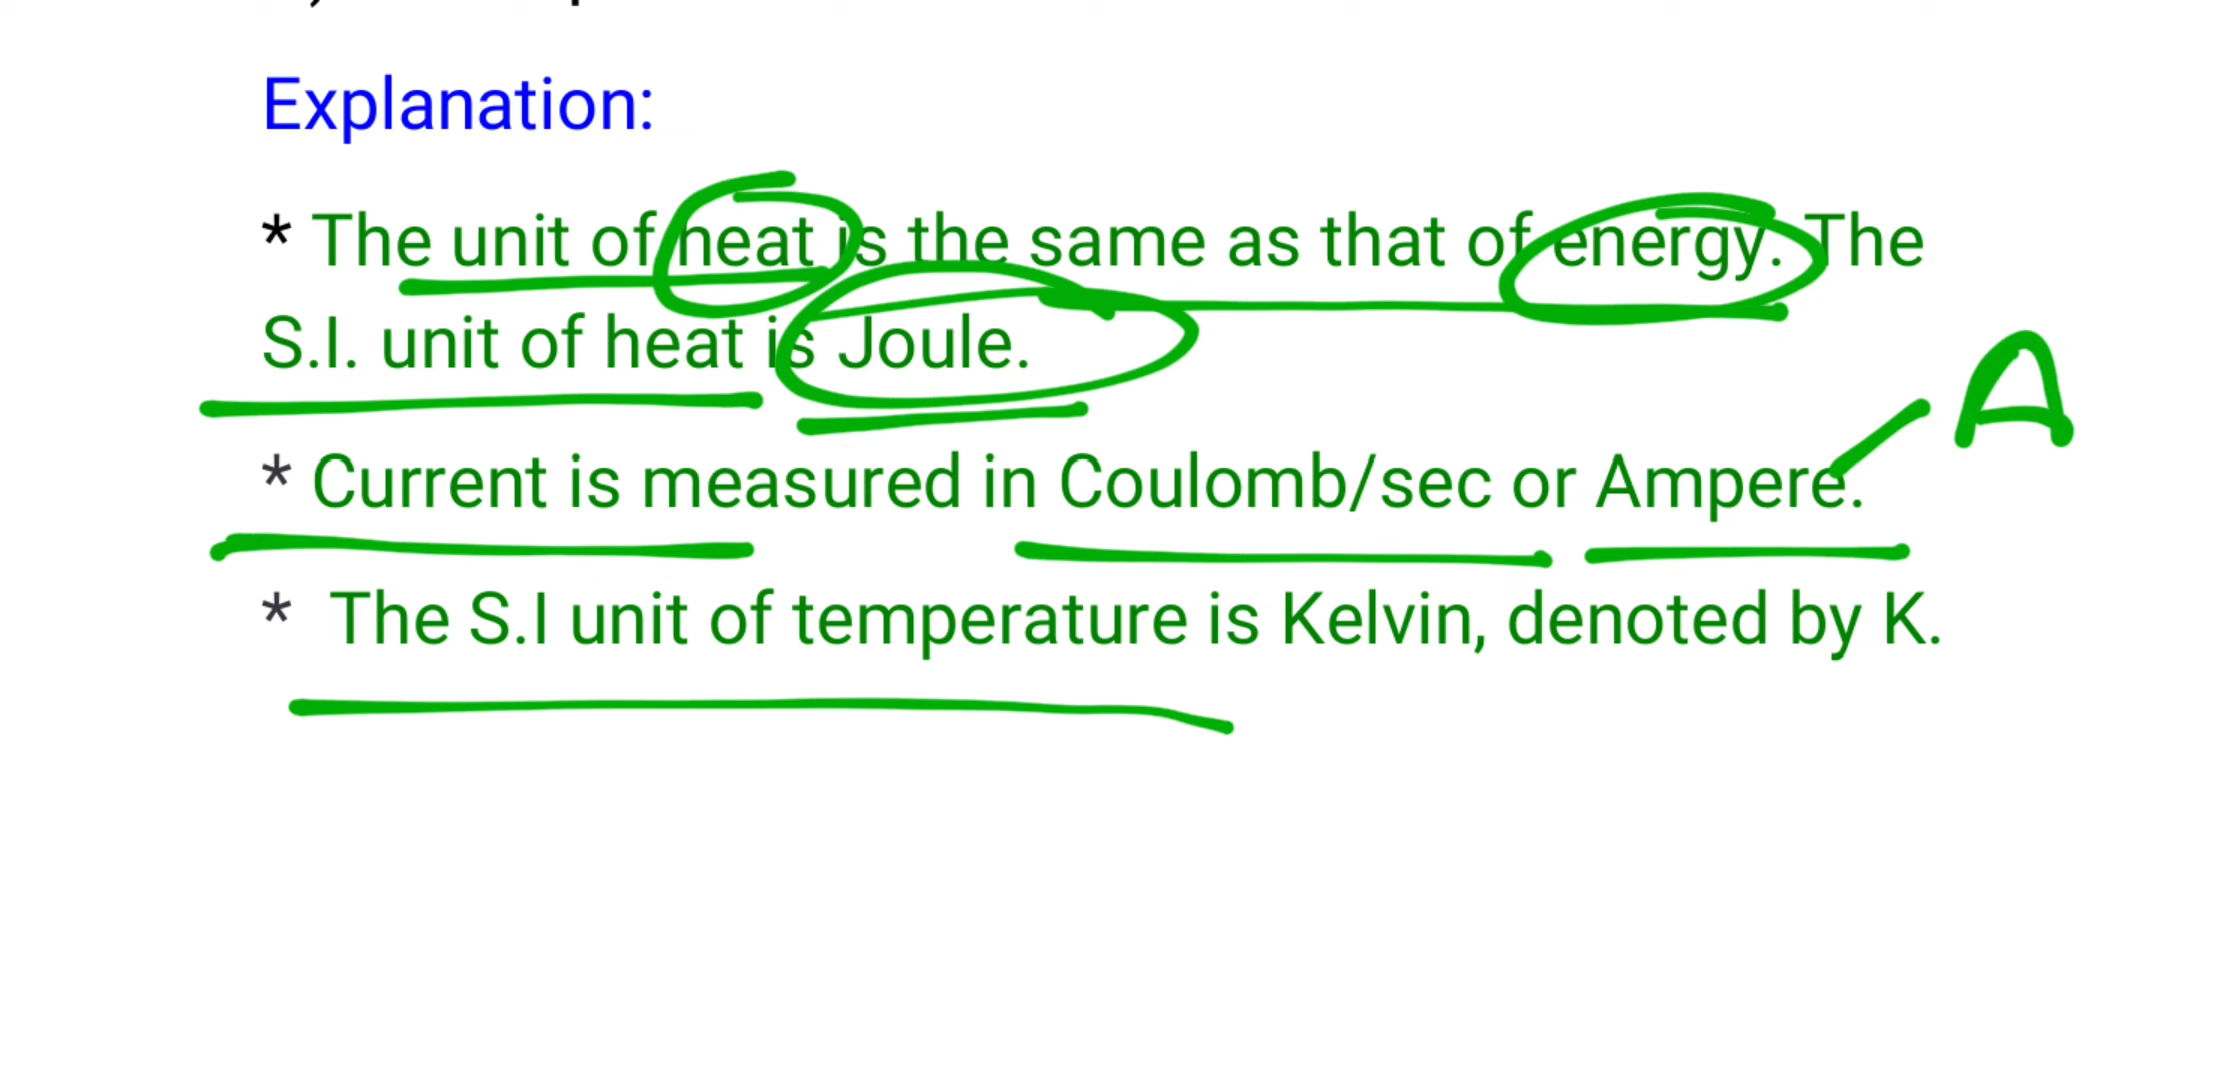 Explanation:
* The unit of heat is the same as that of energy. The
S.I. unit of heat is Joule.
A
* Current is measured in Coulomb/sec or Ampere.
* The S.I unit of temperature is Kelvin, denoted by K.